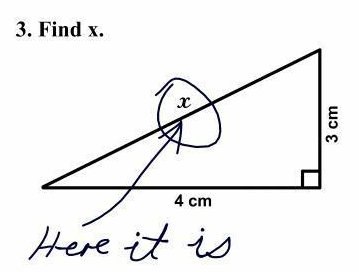 3. Find x.
x
3 cm
4 cm
Here it is